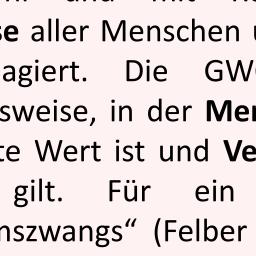 se aller Menschen
agiert. Die GW
sweise, in der Me
te Wert ist und Ve
gilt. Für ein
nszwangs“ (Felber